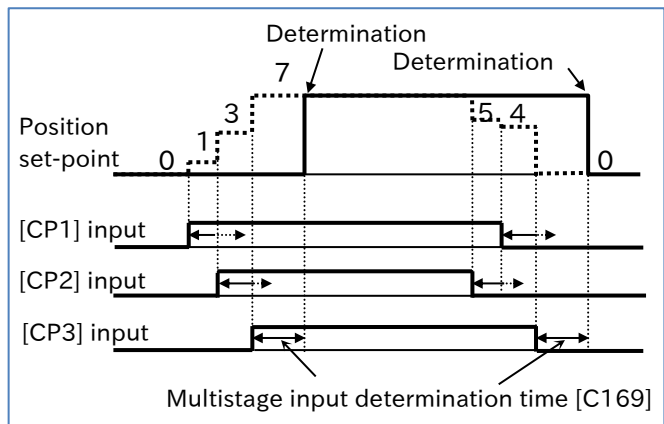 Determination
Determination
7
3
5 4
1
Position
set-point
0
0
[CP1] input
[CP2] input
[CP3] input
Multistage input determination time [C169]